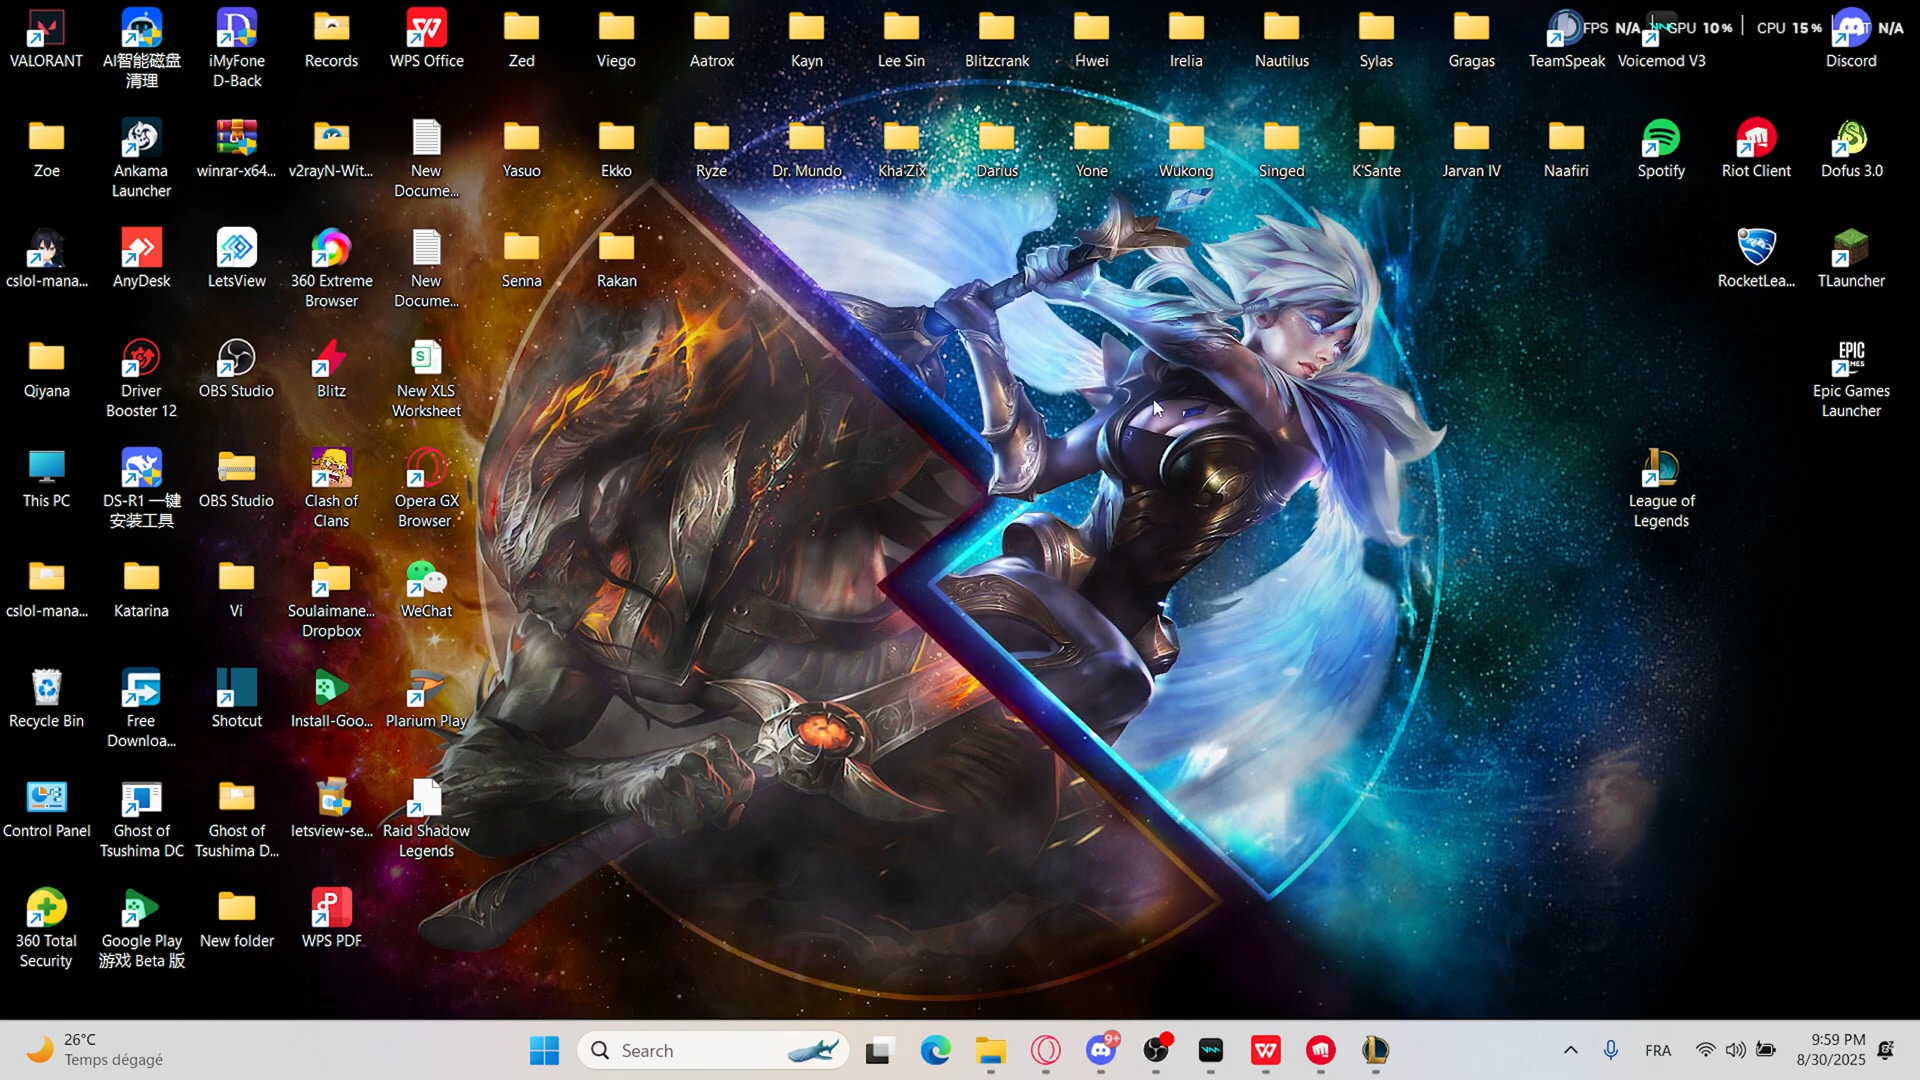 FPS N/A
GPU 10 %
CPU 15 %
N/A
VALORANT
AI智能磁盘
清理
iMyFone
D-Back
Records
WPS Office
Zed
Viego
Aatrox
Kayn
Lee Sin
Blitzcrank
Hwei
Irelia
Nautilus
Sylas
Gragas
TeamSpeak
Voicemod V3
Discord
Zoe
Ankama
Launcher
winrar-x64...
v2rayN-Wit...
New
Docume...
Yasuo
Ekko
Ryze
Dr. Mundo
Kha'Zix
Darius
Yone
Wukong
Singed
K'Sante
Jarvan IV
Naafiri
Spotify
Riot Client
Dofus 3.0
cslol-mana...
AnyDesk
LetsView
360 Extreme
Browser
New
Docume...
Senna
Rakan
RocketLea...
TLauncher
Qiyana
Driver
Booster 12
OBS Studio
Blitz
New XLS
Worksheet
EPIC
GAMES
Epic Games
Launcher
This PC
DS-R1 一键
安装工具
OBS Studio
Clash of
Clans
Opera GX
Browser
League of
Legends
cslol-mana...
Katarina
Vi
Soulaimane...
Dropbox
WeChat
Recycle Bin
Free
Downloa...
Shotcut
Install-Goo...
Plarium Play
Control Panel
Ghost of
Tsushima DC
Ghost of
Tsushima D...
letsview-se...
Raid Shadow
Legends
360 Total
Security
Google Play
游戏 Beta 版
New folder
WPS PDF
26°C
Temps dégagé
Search
9+
FRA
9:59 PM
8/30/2025